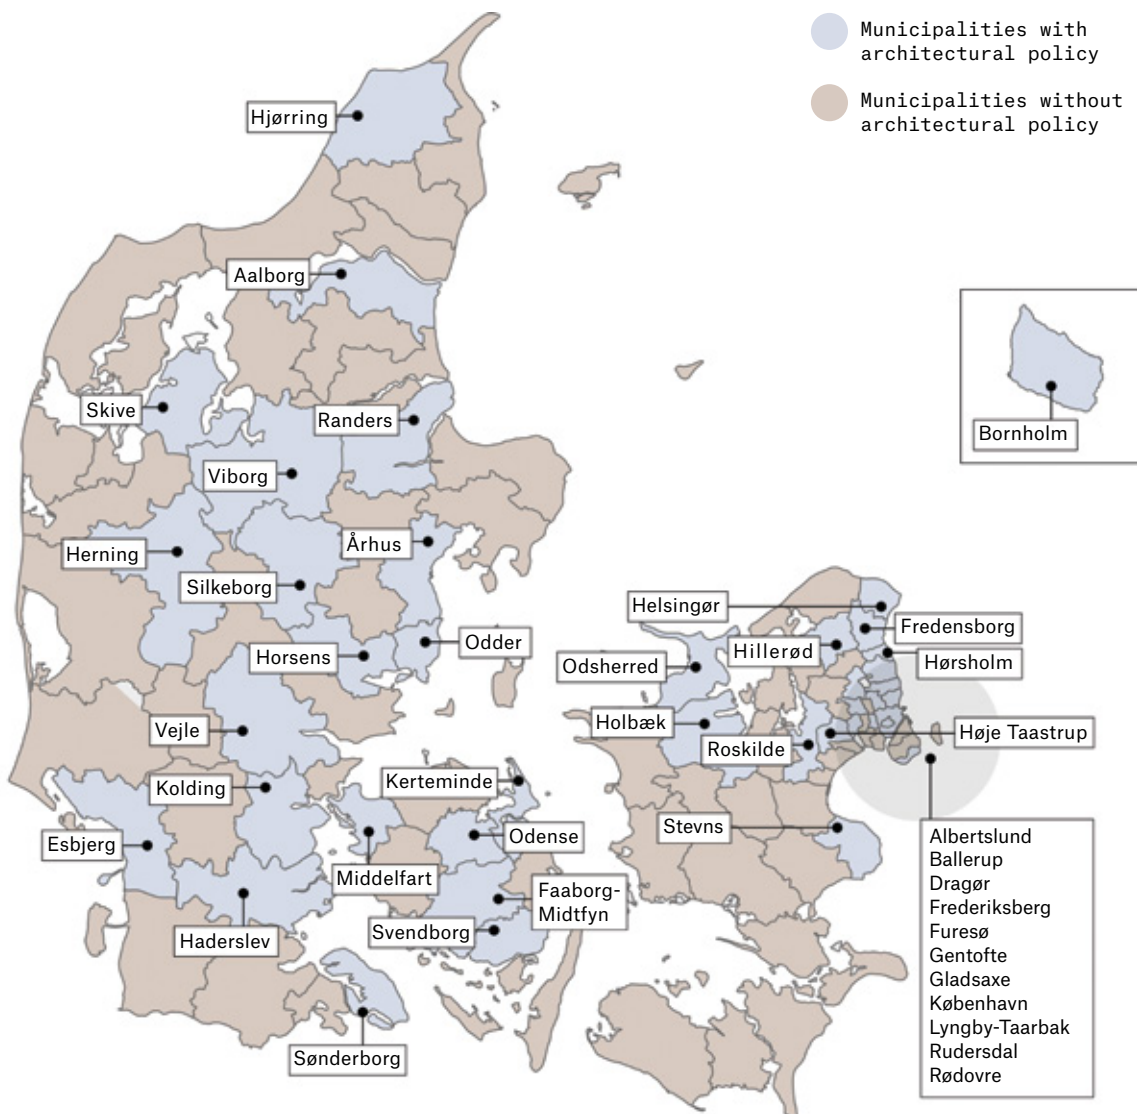 Municipalities with
architectural policy
Municipalities without
architectural policy
Hjørring
Aalborg
Skive
Randers
Bornholm
Viborg
Århus
Herning
Silkeborg
Helsingør
Fredensborg
Odder
Hillerød
Horsens
Hørsholm
Odsherred
Holbæk
Vejle
Høje Taastrup
Roskilde
Kerteminde
Kolding
Stevns
Odense
Esbjerg
Middelfart
Faaborg-
Midtfyn
Svendborg
Haderslev
Sønderborg
Albertslund
Ballerup
Dragør
Frederiksberg
Furesø
Gentofte
Gladsaxe
København
Lyngby-Taarbak
Rudersdal
Rødovre